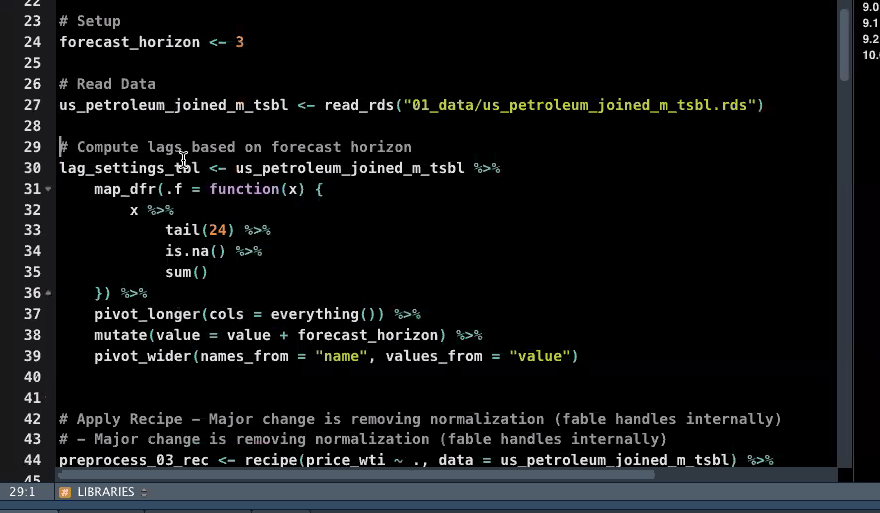 22
23 # Setup
24 forecast_horizon <- 3
25
26 # Read Data
27 us_petroleum_joined_m_tsbl <- read_rds("01_data/us_petroleum_joined_m_tsbl.rds")
28
29 # Compute lags based on forecast horizon
30 lag_settings_tbl <- us_petroleum_joined_m_tsbl %>%
31 map_dfr(.f = function(x) {
32 x %>%
33 tail(24) %>%
34 is.na() %>%
35 sum()
36 }) %>%
37 pivot_longer(cols = everything()) %>%
38 mutate(value = value + forecast_horizon) %>%
39 pivot_wider(names_from = "name", values_from = "value")
40
41
42 # Apply Recipe - Major change is removing normalization (fable handles internally)
43 # - Major change is removing normalization (fable handles internally)
44 preprocess_03_rec <- recipe(price_wti ~ ., data = us_petroleum_joined_m_tsbl) %>%
45
29:1 # LIBRARIES
9.0
9.1
9.2
10.